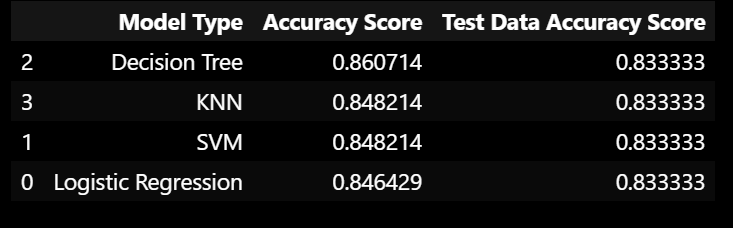 Model Type Accuracy Score Test Data Accuracy Score
2 Decision Tree 0.860714 0.833333
3 KNN 0.848214 0.833333
1 SVM 0.848214 0.833333
0 Logistic Regression 0.846429 0.833333